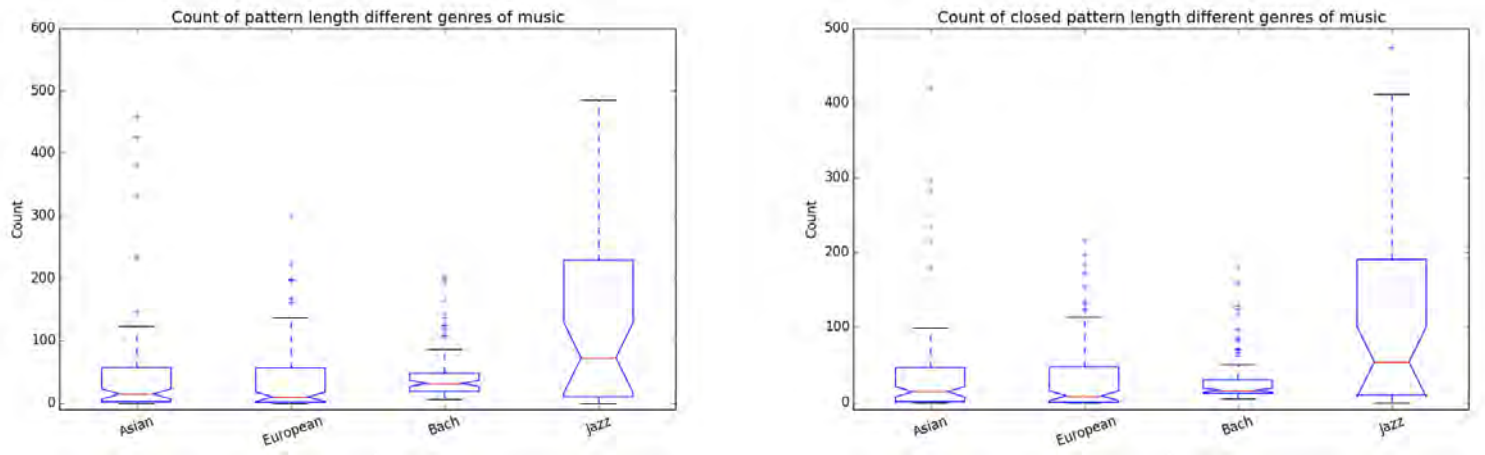 Count of pattern length different genres of music
600
500
400
300
200
100
0
Count
Asian
European
Bach
Jazz
Count of closed pattern length different genres of music
500
400
300
200
100
0
Count
Asian
European
Bach
Jazz